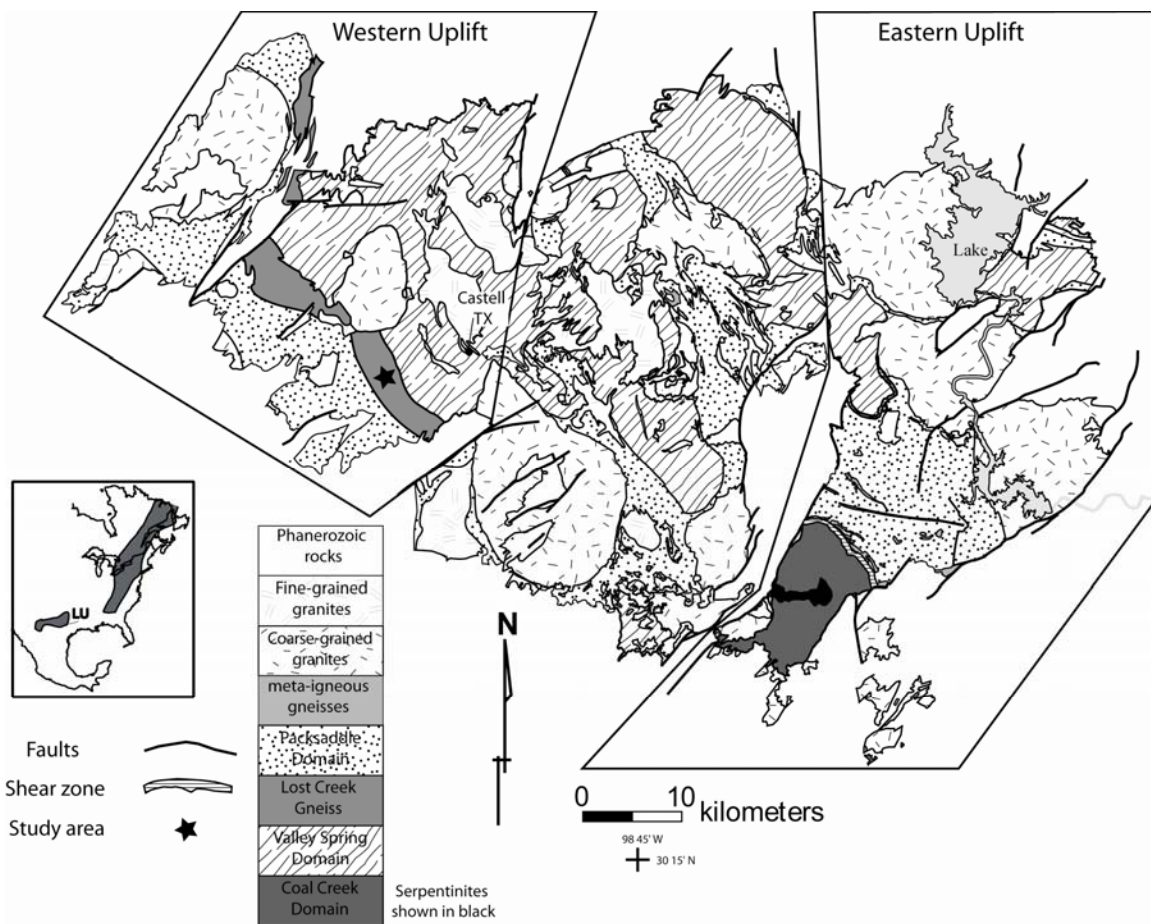 Western Uplift
Eastern Uplift
Lake
Castell
TX
LU
Phanerozoic
rocks
Fine-grained
granites
Coarse-grained
granites
meta-igneous
gneisses
Packsaddle
Domain
Lost Creek
Gneiss
Valley Spring
Domain
Coal Creek
Domain
Serpentinites
shown in black
Faults
Shear zone
Study area
N
0 10
kilometers
98 45' W
30 15' N